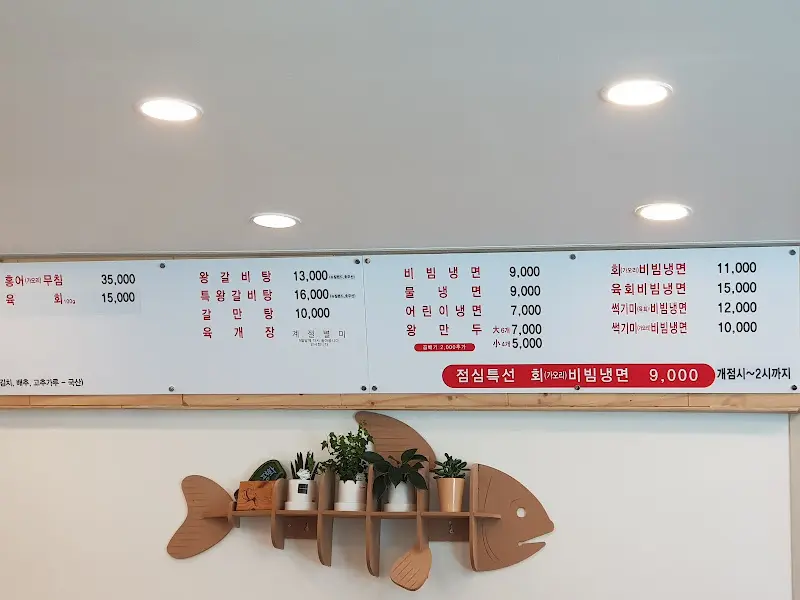 홍어(가오리)무침 35,000
육 회 100g 15,000
김치, 배추, 고추가루 - 국산)
왕 갈 비 탕 13,000
특 왕 갈 비 탕 16,000
갈 만 탕 10,000
육 개 장 계 절 별 미
비 빔 냉 면 9,000
물 냉 면 9,000
어 린 이 냉 면 7,000
왕 만 두 大 6개 7,000
小 4개 5,000
곱빼기 2,000추가
회(가오리)비빔냉면 11,000
육회비빔냉면 15,000
썩기미(육회)비빔냉면 12,000
썩기미(가오리)비빔냉면 10,000
점심특선 회(가오리)비빔냉면 9,000 개점시~2시까지